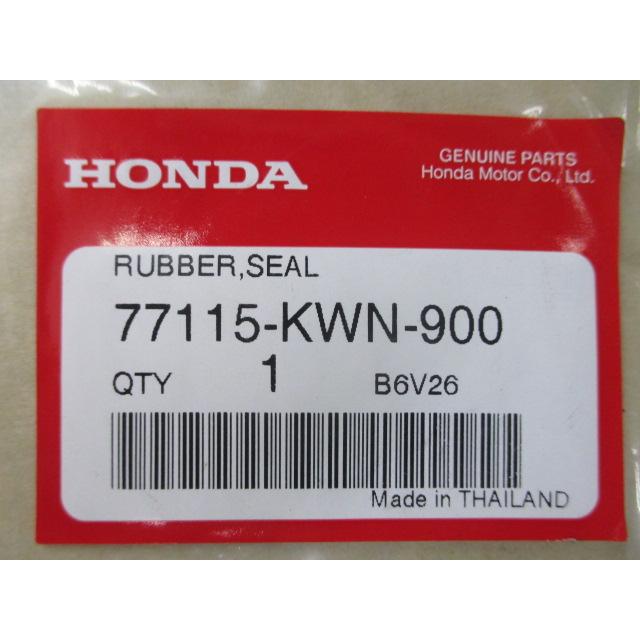 HONDA
GENUINE PARTS
Honda Motor Co., Ltd.
RUBBER,SEAL
77115-KWN-900
QTY 1 B6V26
Made in THAILAND